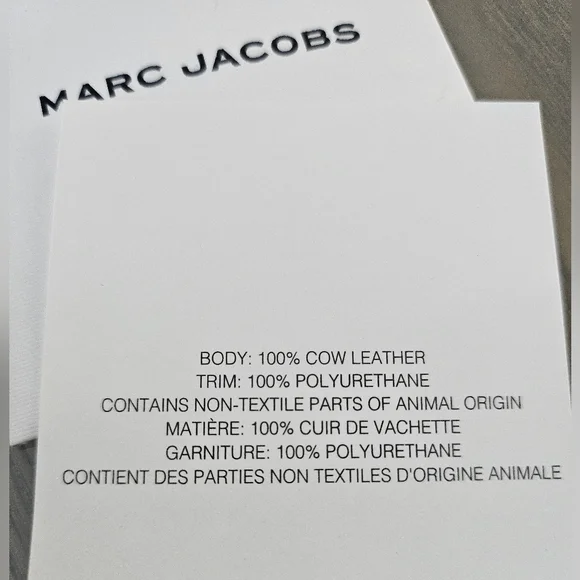 MARC JACOBS
BODY: 100% COW LEATHER
TRIM: 100% POLYURETHANE
CONTAINS NON-TEXTILE PARTS OF ANIMAL ORIGIN
MATIÈRE: 100% CUIR DE VACHETTE
GARNITURE: 100% POLYURETHANE
CONTIENT DES PARTIES NON TEXTILES D'ORIGINE ANIMALE